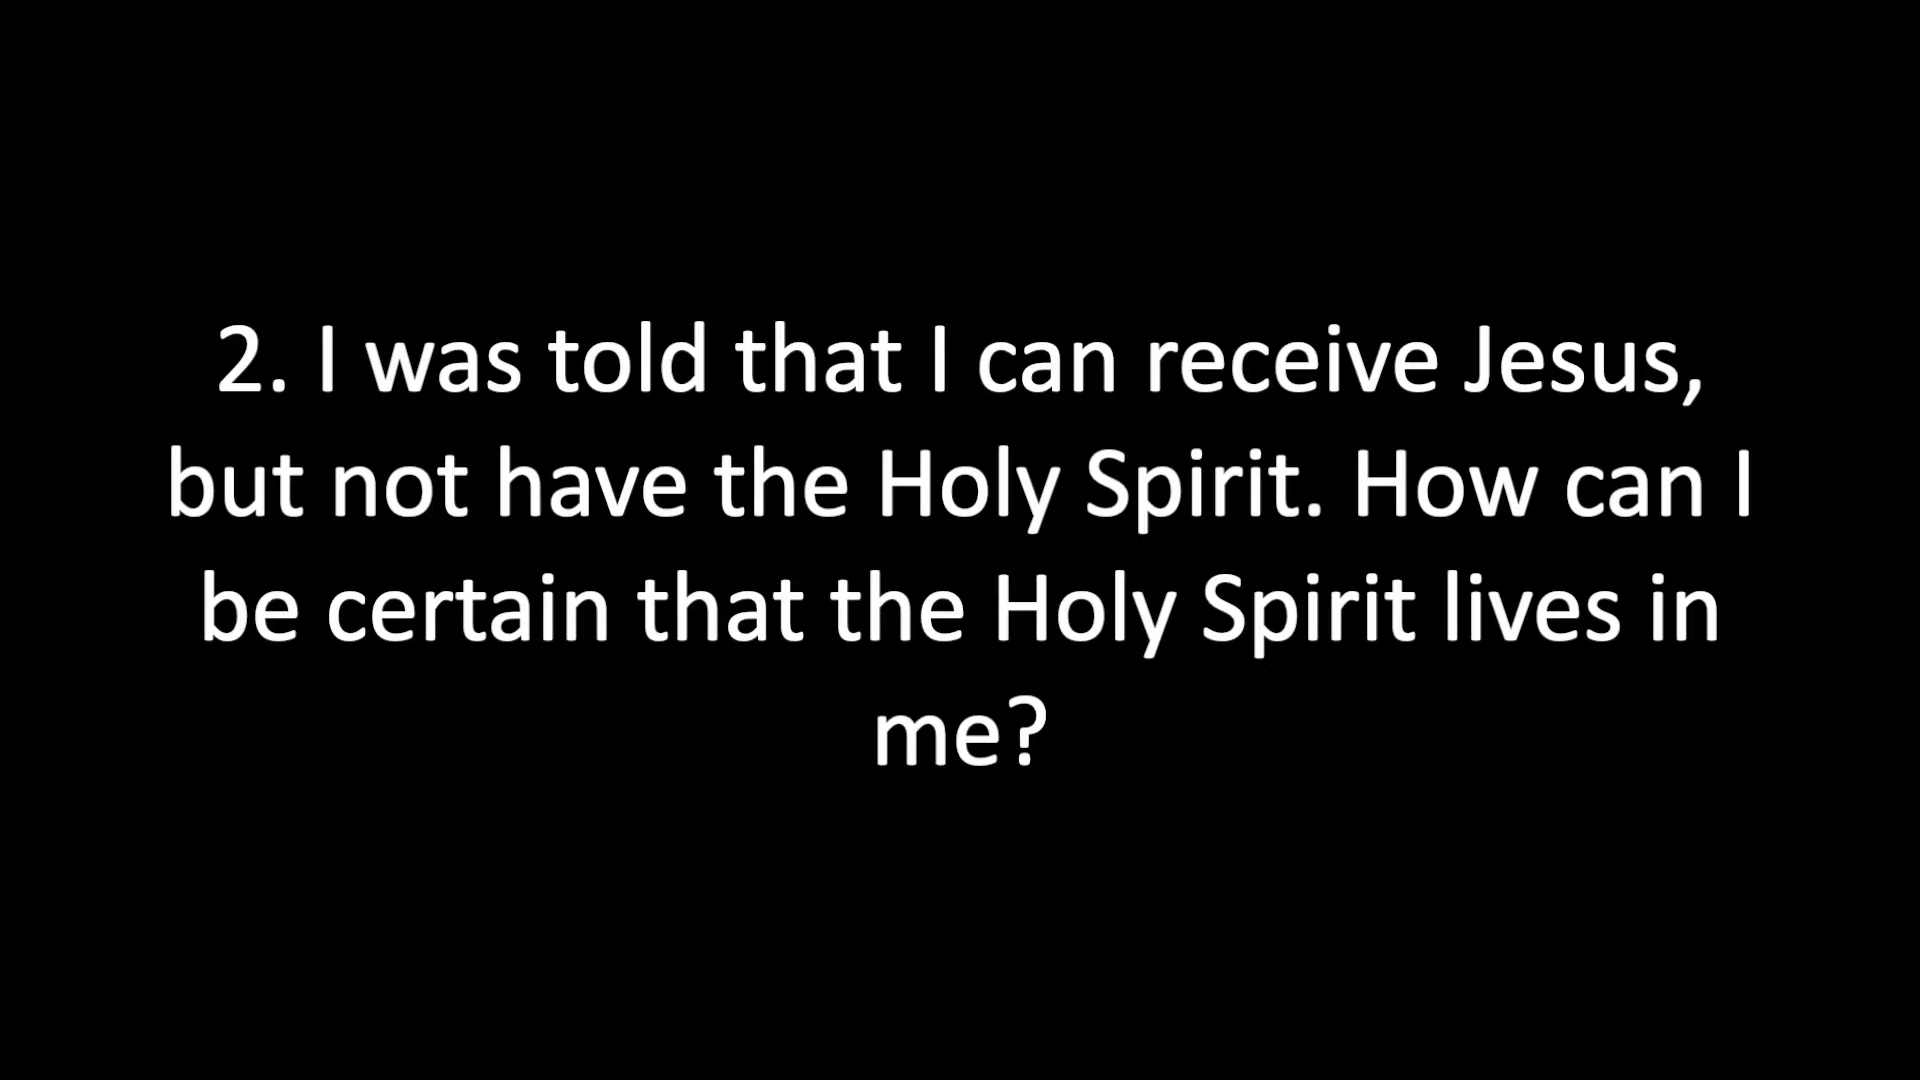 2. I was told that I can receive Jesus,
but not have the Holy Spirit. How can I
be certain that the Holy Spirit lives in
me?